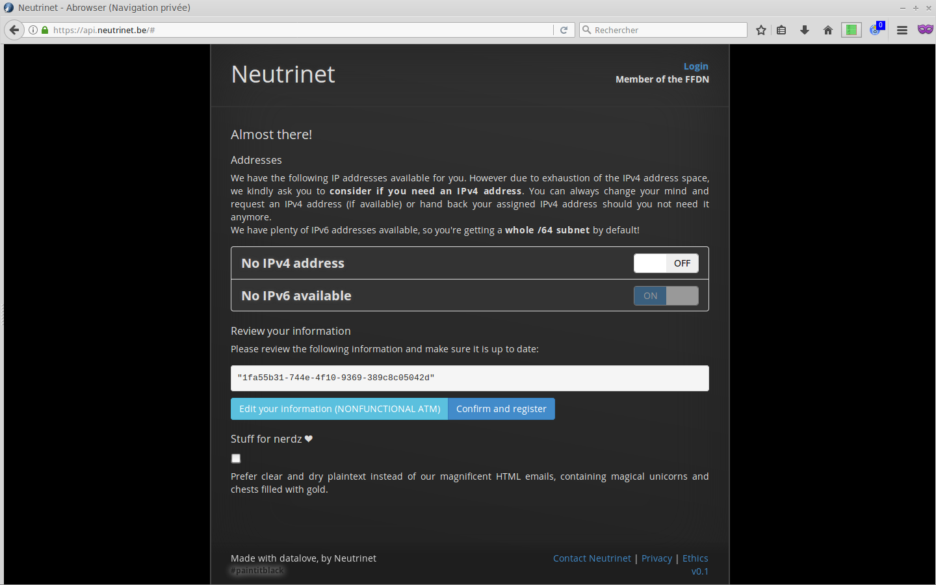 Neutrinet - Abrowser (Navigation privée)
https://api.neutrinet.be/#
Rechercher
0
Neutrinet
Login
Member of the FFDN
Almost there!
Addresses
We have the following IP addresses available for you. However due to exhaustion of the IPv4 address space,
we kindly ask you to consider if you need an IPv4 address. You can always change your mind and
request an IPv4 address (if available) or hand back your assigned IPv4 address should you not need it
anymore.
We have plenty of IPv6 addresses available, so you're getting a whole /64 subnet by default!
No IPv4 address OFF
No IPv6 available ON
Review your information
Please review the following information and make sure it is up to date:
"1fa55b31-744e-4f10-9369-389c8c05042d"
Edit your information (NONFUNCTIONAL ATM) Confirm and register
Stuff for nerdz ♥
Prefer clear and dry plaintext instead of our magnificent HTML emails, containing magical unicorns and
chests filled with gold.
Made with datalove, by Neutrinet
#paintitblack
Contact Neutrinet | Privacy | Ethics
v0.1